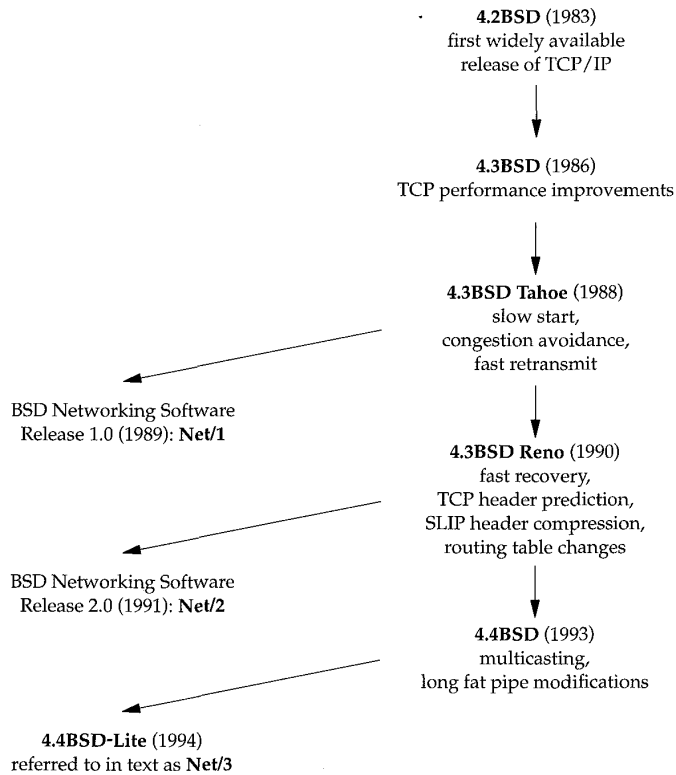 4.2BSD (1983)
first widely available
release of TCP/IP
4.3BSD (1986)
TCP performance improvements
4.3BSD Tahoe (1988)
slow start,
congestion avoidance,
fast retransmit
BSD Networking Software
Release 1.0 (1989): Net/1
4.3BSD Reno (1990)
fast recovery,
TCP header prediction,
SLIP header compression,
routing table changes
BSD Networking Software
Release 2.0 (1991): Net/2
4.4BSD (1993)
multicasting,
long fat pipe modifications
4.4BSD-Lite (1994)
referred to in text as Net/3